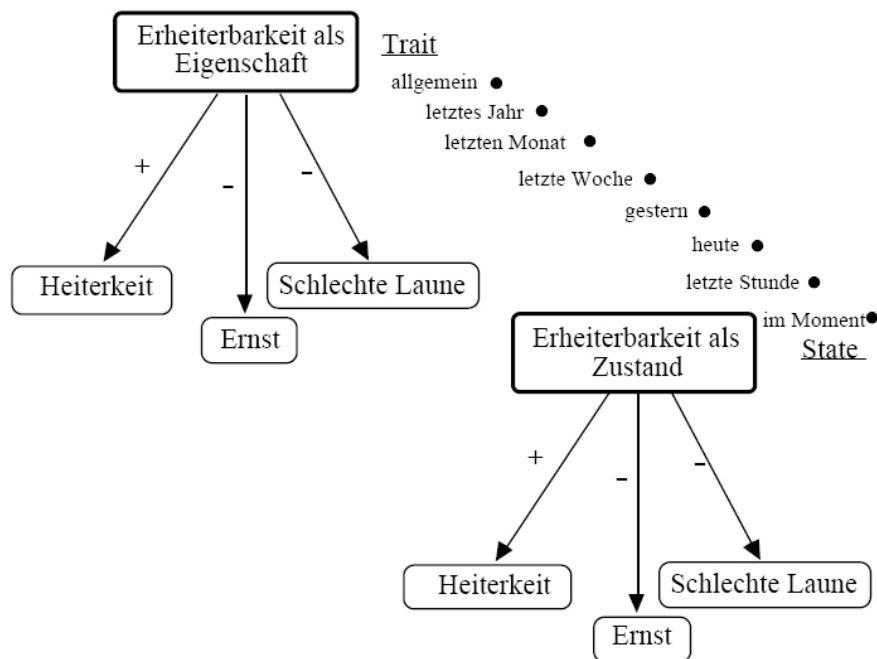 Erheiterbarkeit als
Eigenschaft
Trait
allgemein
letztes Jahr
letzten Monat
letzte Woche
gestern
heute
letzte Stunde
im Moment
State
+
-
-
Heiterkeit
Ernst
Schlechte Laune
Erheiterbarkeit als
Zustand
+
-
-
Heiterkeit
Ernst
Schlechte Laune